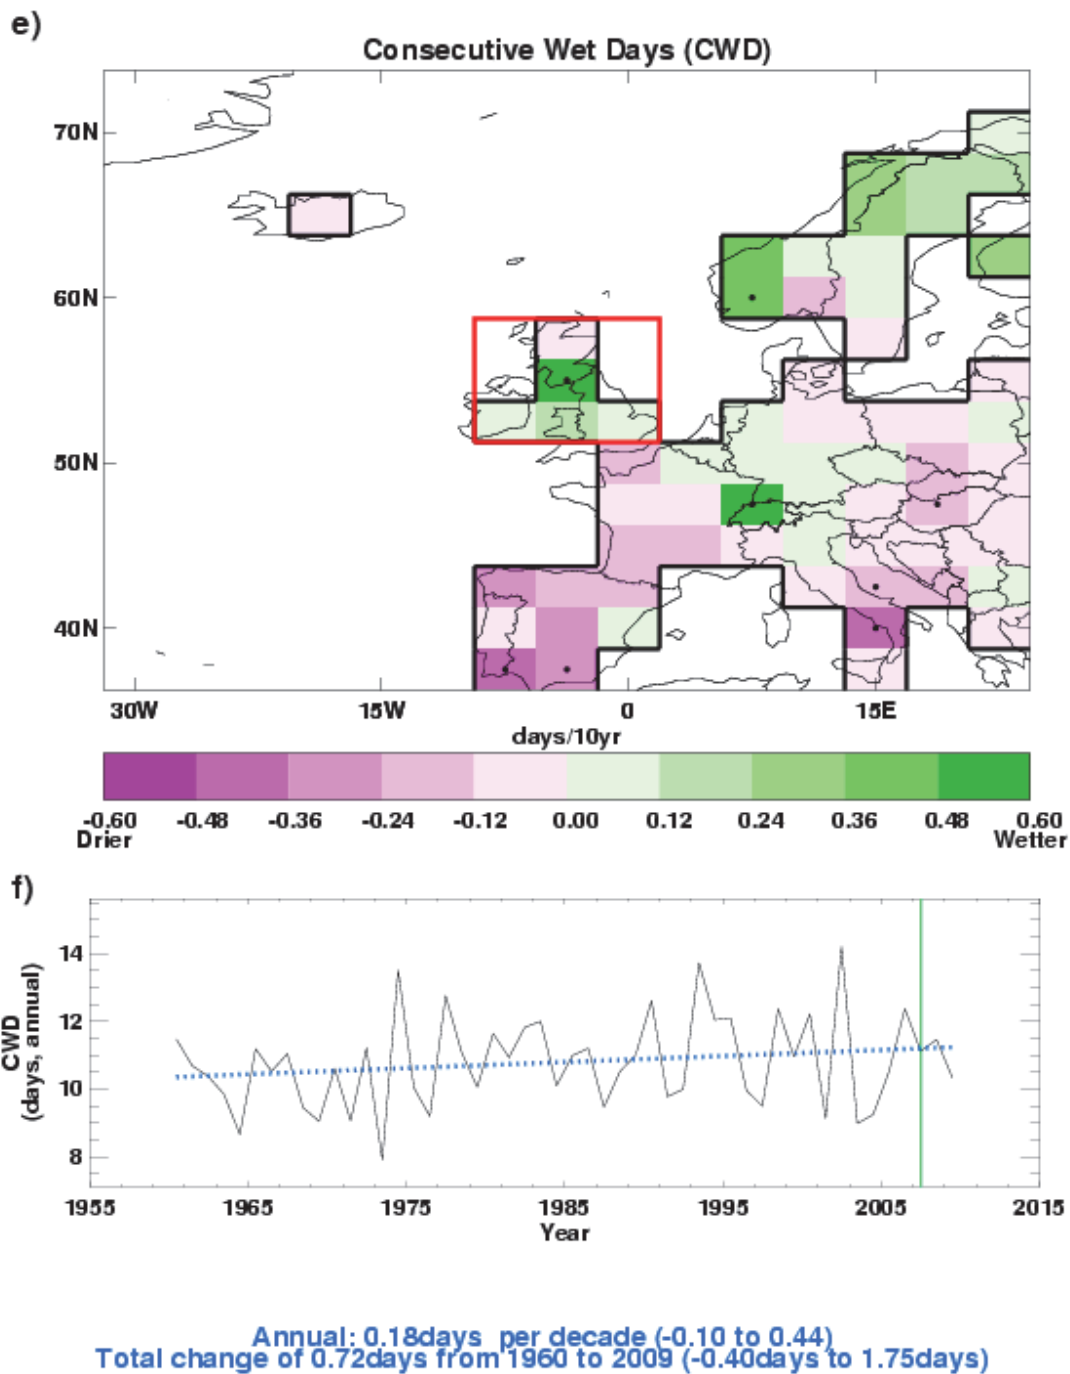 e)
Consecutive Wet Days (CWD)
70N
60N
50N
40N
30W 15W 0 15E
days/10yr
-0.60 -0.48 -0.36 -0.24 -0.12 0.00 0.12 0.24 0.36 0.48 0.60
Drier Wetter
f)
14
12
10
8
CWD
(days, annual)
1955 1965 1975 1985 1995 2005 2015
Year
Annual: 0.18days per decade (-0.10 to 0.44)
Total change of 0.72days from 1960 to 2009 (-0.40days to 1.75days)